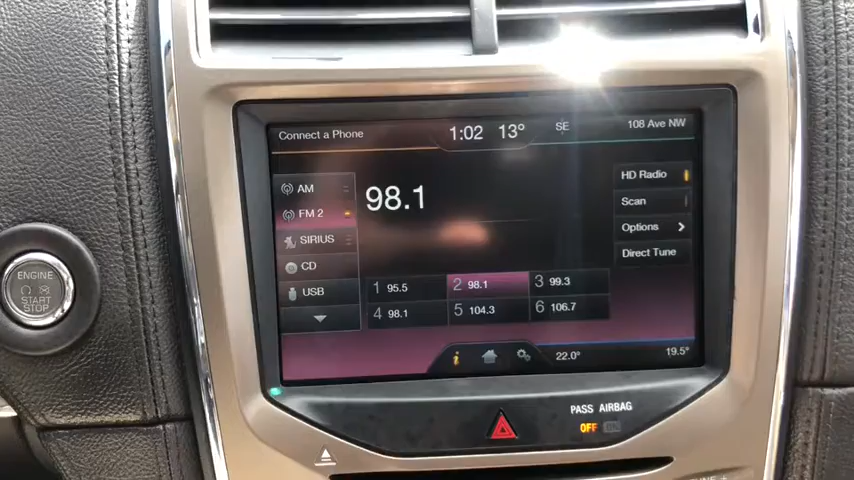 Connect a Phone
1:02 13° SE 108 Ave NW
AM
FM 2
SIRIUS
CD
USB
98.1
HD Radio
Scan
Options
Direct Tune
1 95.5 2 98.1 3 99.3
4 98.1 5 104.3 6 106.7
i 22.0° 19.5°
ENGINE
START
STOP
PASS AIRBAG
OFF ON